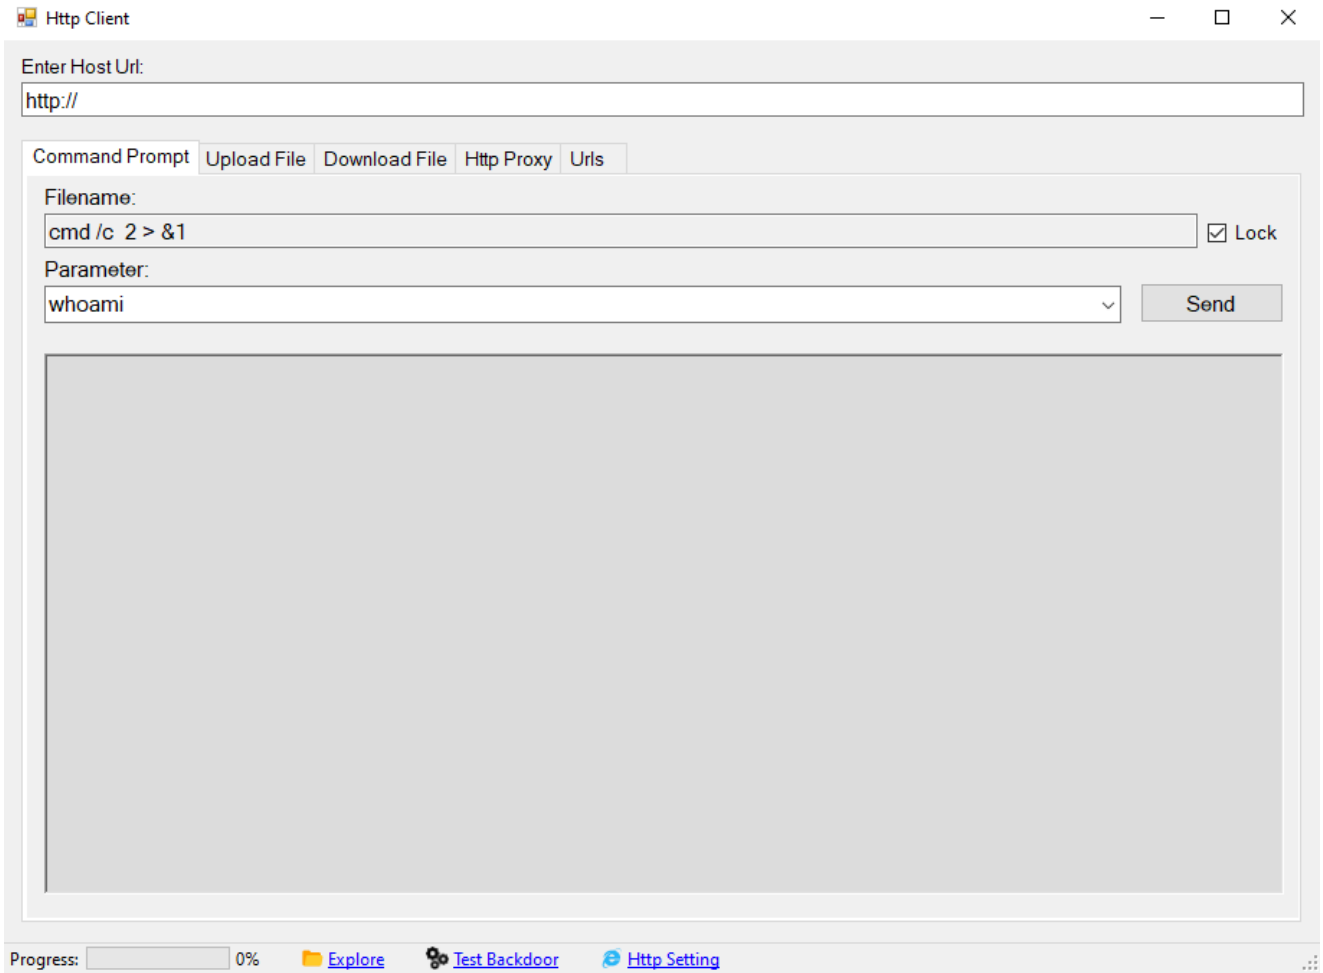 Http Client
Enter Host Url:
http://
Command Prompt Upload File Download File Http Proxy Urls
Filename:
cmd /c  2 > &1
Lock
Parameter:
whoami
Send
Progress: 0% Explore Test Backdoor Http Setting